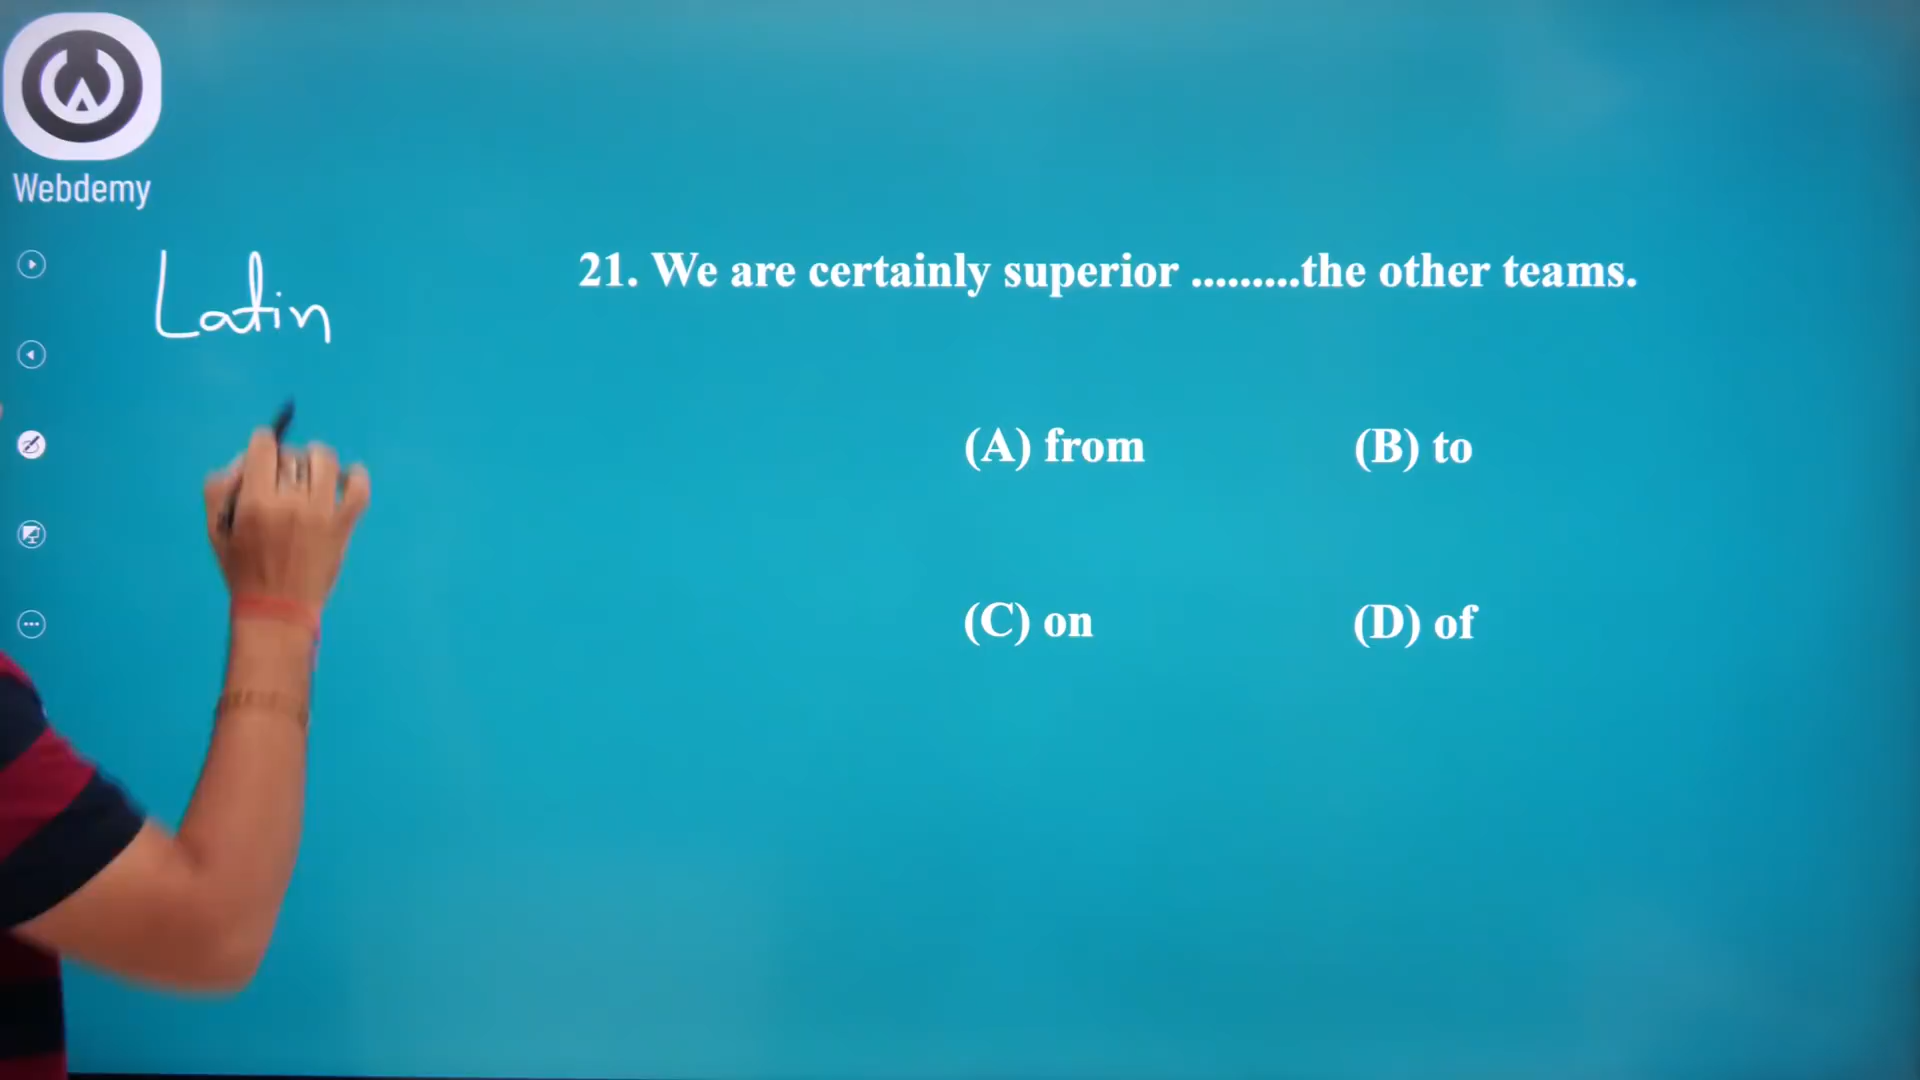 Webdemy
Latin
21. We are certainly superior .........the other teams.
(A) from (B) to
(C) on (D) of